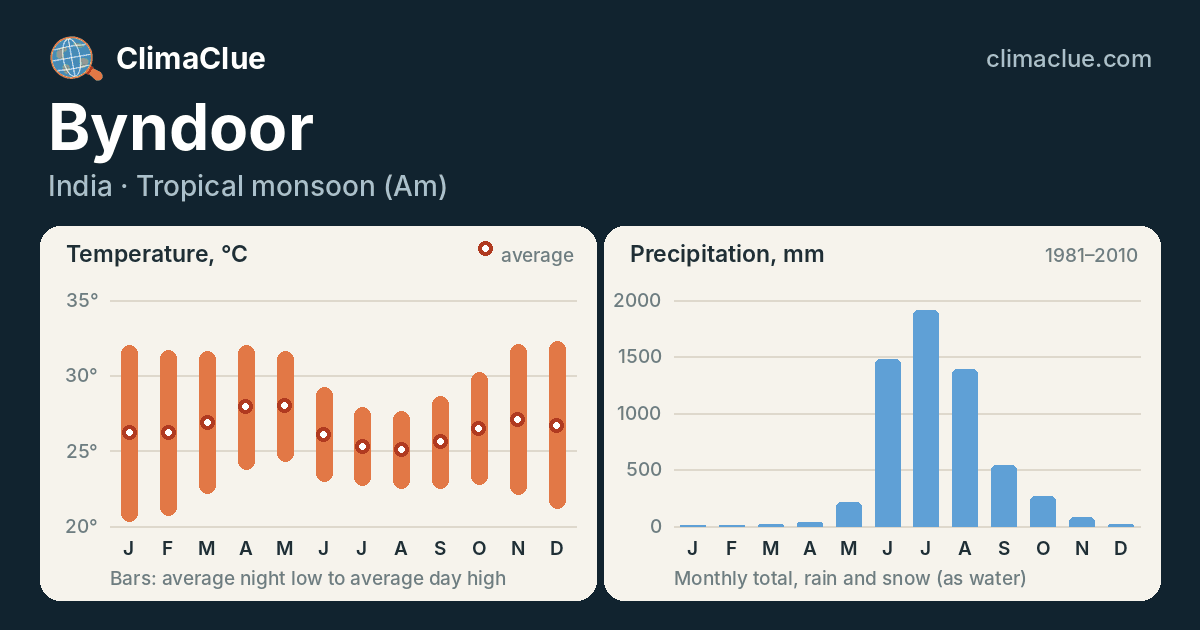 ClimaClue
climaclue.com
Byndoor
India · Tropical monsoon (Am)
Temperature, °C
average
35°
30°
25°
20°
J F M A M J J A S O N D
Bars: average night low to average day high
Precipitation, mm
1981–2010
2000
1500
1000
500
0
J F M A M J J A S O N D
Monthly total, rain and snow (as water)